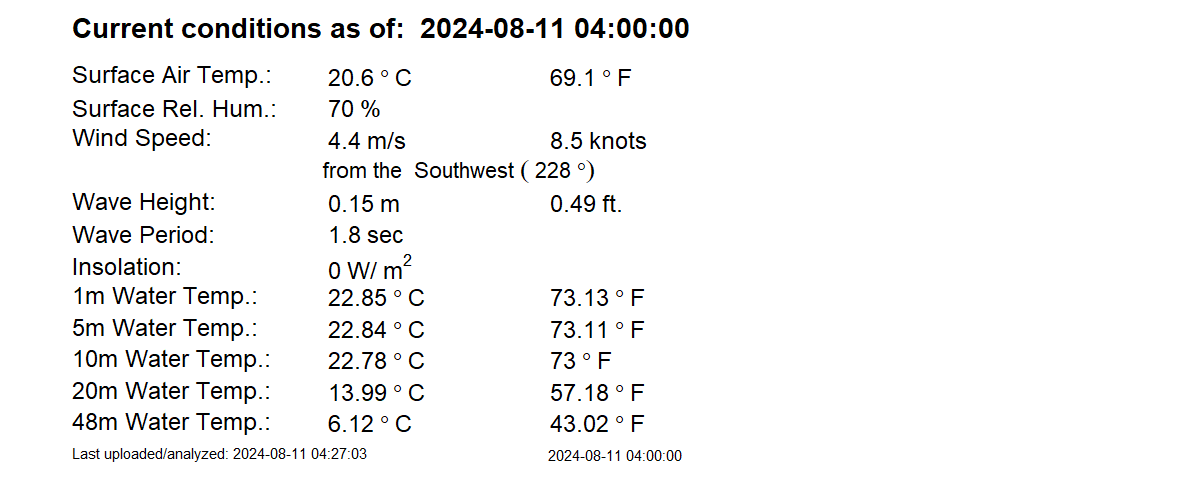 Current conditions as of:  2024-08-11 04:00:00
Surface Air Temp.: 20.6 ° C 69.1 ° F
Surface Rel. Hum.: 70 %
Wind Speed: 4.4 m/s 8.5 knots
from the  Southwest ( 228 °)
Wave Height: 0.15 m 0.49 ft.
Wave Period: 1.8 sec
Insolation: 0 W/ m²
1m Water Temp.: 22.85 ° C 73.13 ° F
5m Water Temp.: 22.84 ° C 73.11 ° F
10m Water Temp.: 22.78 ° C 73 ° F
20m Water Temp.: 13.99 ° C 57.18 ° F
48m Water Temp.: 6.12 ° C 43.02 ° F
Last uploaded/analyzed: 2024-08-11 04:27:03 2024-08-11 04:00:00